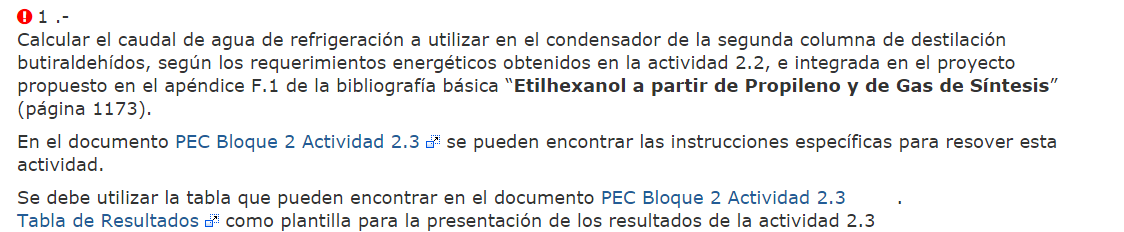 1 .-
Calcular el caudal de agua de refrigeración a utilizar en el condensador de la segunda columna de destilación
butiraldehídos, según los requerimientos energéticos obtenidos en la actividad 2.2, e integrada en el proyecto
propuesto en el apéndice F.1 de la bibliografía básica “Etilhexanol a partir de Propileno y de Gas de Síntesis”
(página 1173).
En el documento PEC Bloque 2 Actividad 2.3 se pueden encontrar las instrucciones específicas para resover esta
actividad.
Se debe utilizar la tabla que pueden encontrar en el documento PEC Bloque 2 Actividad 2.3 .
Tabla de Resultados como plantilla para la presentación de los resultados de la actividad 2.3